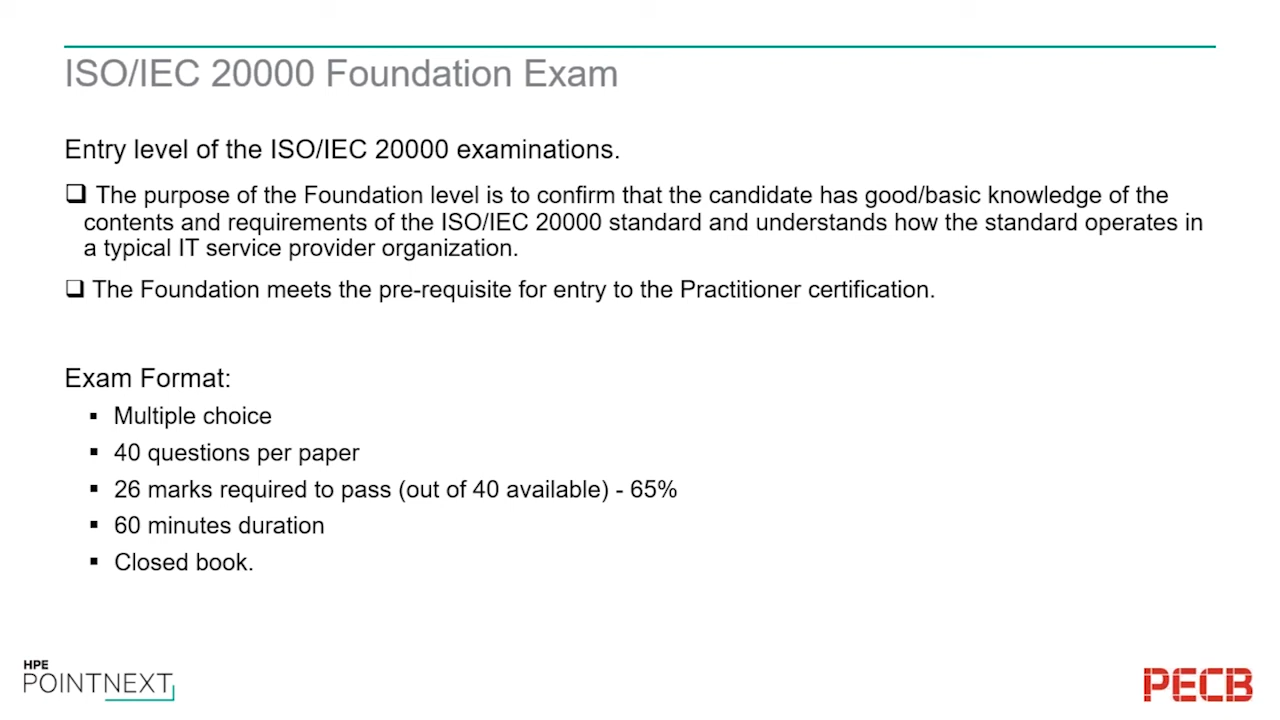 ISO/IEC 20000 Foundation Exam
Entry level of the ISO/IEC 20000 examinations.
❑ The purpose of the Foundation level is to confirm that the candidate has good/basic knowledge of the
contents and requirements of the ISO/IEC 20000 standard and understands how the standard operates in
a typical IT service provider organization.
❑ The Foundation meets the pre-requisite for entry to the Practitioner certification.
Exam Format:
▪ Multiple choice
▪ 40 questions per paper
▪ 26 marks required to pass (out of 40 available) - 65%
▪ 60 minutes duration
▪ Closed book.
HPE
POINTNEXT
PECB